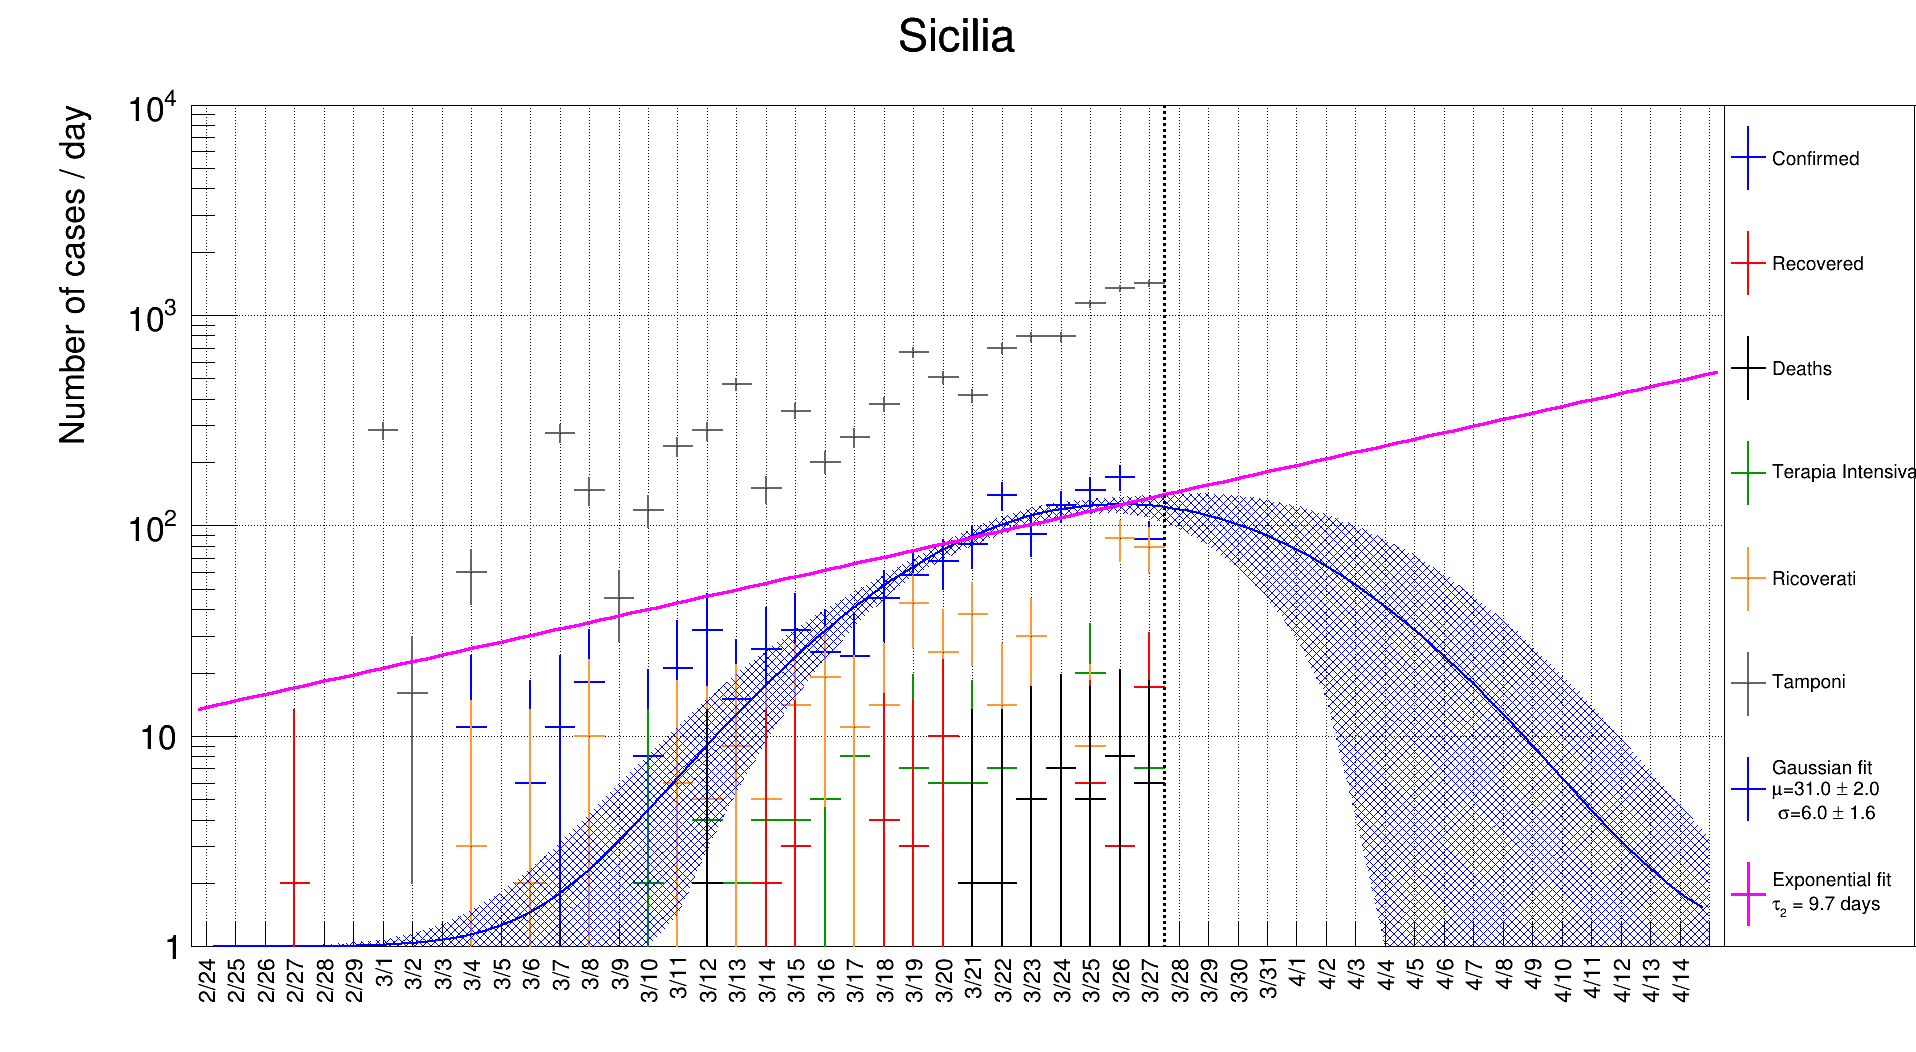 Sicilia
Number of cases / day
10⁴
10³
10²
10
1
2/24 2/25 2/26 2/27 2/28 2/29 3/1 3/2 3/3 3/4 3/5 3/6 3/7 3/8 3/9 3/10 3/11 3/12 3/13 3/14 3/15 3/16 3/17 3/18 3/19 3/20 3/21 3/22 3/23 3/24 3/25 3/26 3/27 3/28 3/29 3/30 3/31 4/1 4/2 4/3 4/4 4/5 4/6 4/7 4/8 4/9 4/10 4/11 4/12 4/13 4/14
Confirmed
Recovered
Deaths
Terapia Intensiva
Ricoverati
Tamponi
Gaussian fit
μ=31.0 ± 2.0
σ=6.0 ± 1.6
Exponential fit
τ₂ = 9.7 days